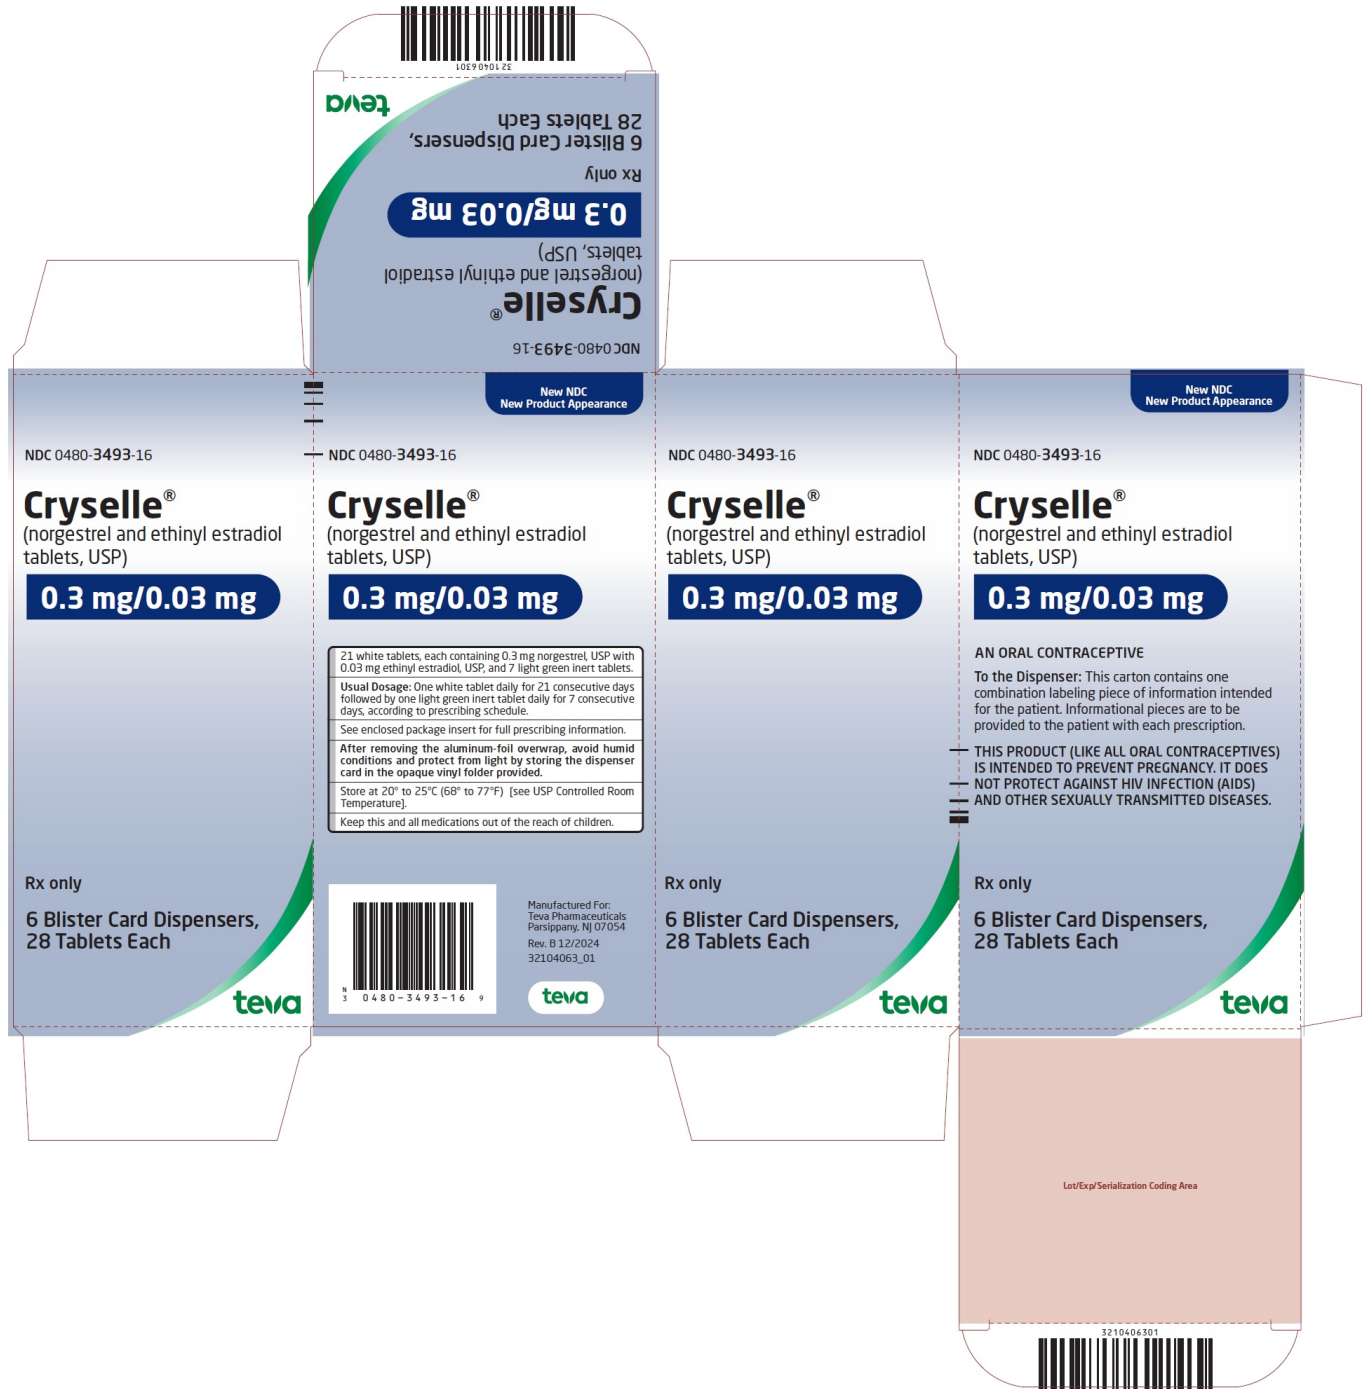 3210406301
teva
6 Blister Card Dispensers,
28 Tablets Each
Rx only
0.3 mg/0.03 mg
(norgestrel and ethinyl estradiol
tablets, USP)
Cryselle®
NDC 0480-3493-16
NDC 0480-3493-16
Cryselle®
(norgestrel and ethinyl estradiol
tablets, USP)
0.3 mg/0.03 mg
Rx only
6 Blister Card Dispensers,
28 Tablets Each
teva
New NDC
New Product Appearance
NDC 0480-3493-16
Cryselle®
(norgestrel and ethinyl estradiol
tablets, USP)
0.3 mg/0.03 mg
21 white tablets, each containing 0.3 mg norgestrel, USP with
0.03 mg ethinyl estradiol, USP, and 7 light green inert tablets.
Usual Dosage: One white tablet daily for 21 consecutive days
followed by one light green inert tablet daily for 7 consecutive
days, according to prescribing schedule.
See enclosed package insert for full prescribing information.
After removing the aluminum-foil overwrap, avoid humid
conditions and protect from light by storing the dispenser
card in the opaque vinyl folder provided.
Store at 20° to 25°C (68° to 77°F) [see USP Controlled Room
Temperature].
Keep this and all medications out of the reach of children.
N
3 0480-3493-16 9
Manufactured For:
Teva Pharmaceuticals
Parsippany, NJ 07054
Rev. B 12/2024
32104063_01
teva
NDC 0480-3493-16
Cryselle®
(norgestrel and ethinyl estradiol
tablets, USP)
0.3 mg/0.03 mg
Rx only
6 Blister Card Dispensers,
28 Tablets Each
teva
New NDC
New Product Appearance
NDC 0480-3493-16
Cryselle®
(norgestrel and ethinyl estradiol
tablets, USP)
0.3 mg/0.03 mg
AN ORAL CONTRACEPTIVE
To the Dispenser: This carton contains one
combination labeling piece of information intended
for the patient. Informational pieces are to be
provided to the patient with each prescription.
THIS PRODUCT (LIKE ALL ORAL CONTRACEPTIVES)
IS INTENDED TO PREVENT PREGNANCY. IT DOES
NOT PROTECT AGAINST HIV INFECTION (AIDS)
AND OTHER SEXUALLY TRANSMITTED DISEASES.
Rx only
6 Blister Card Dispensers,
28 Tablets Each
teva
Lot/Exp/Serialization Coding Area
3210406301